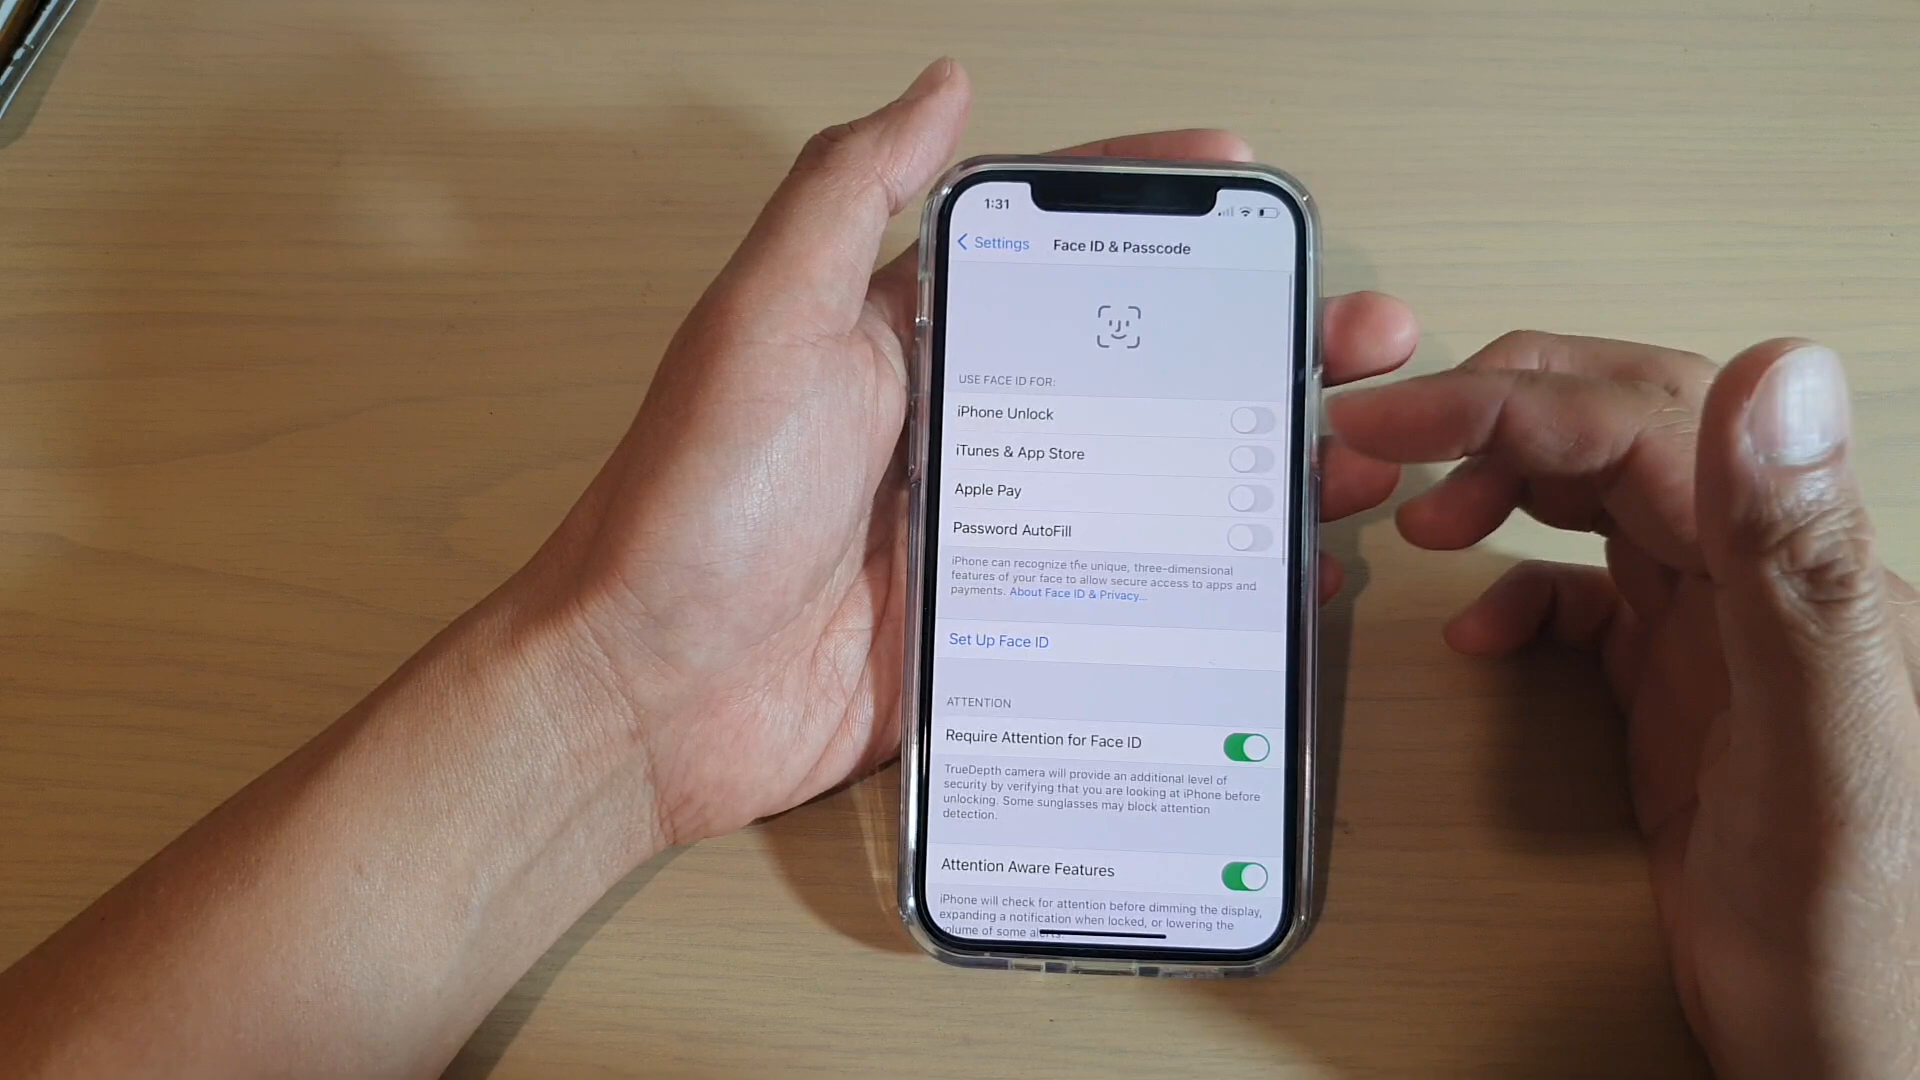 1:31
Settings Face ID & Passcode
USE FACE ID FOR:
iPhone Unlock
iTunes & App Store
Apple Pay
Password AutoFill
iPhone can recognize the unique, three-dimensional
features of your face to allow secure access to apps and
payments. About Face ID & Privacy...
Set Up Face ID
ATTENTION
Require Attention for Face ID
TrueDepth camera will provide an additional level of
security by verifying that you are looking at iPhone before
unlocking. Some sunglasses may block attention
detection.
Attention Aware Features
iPhone will check for attention before dimming the display,
expanding a notification when locked, or lowering the
volume of some alerts.